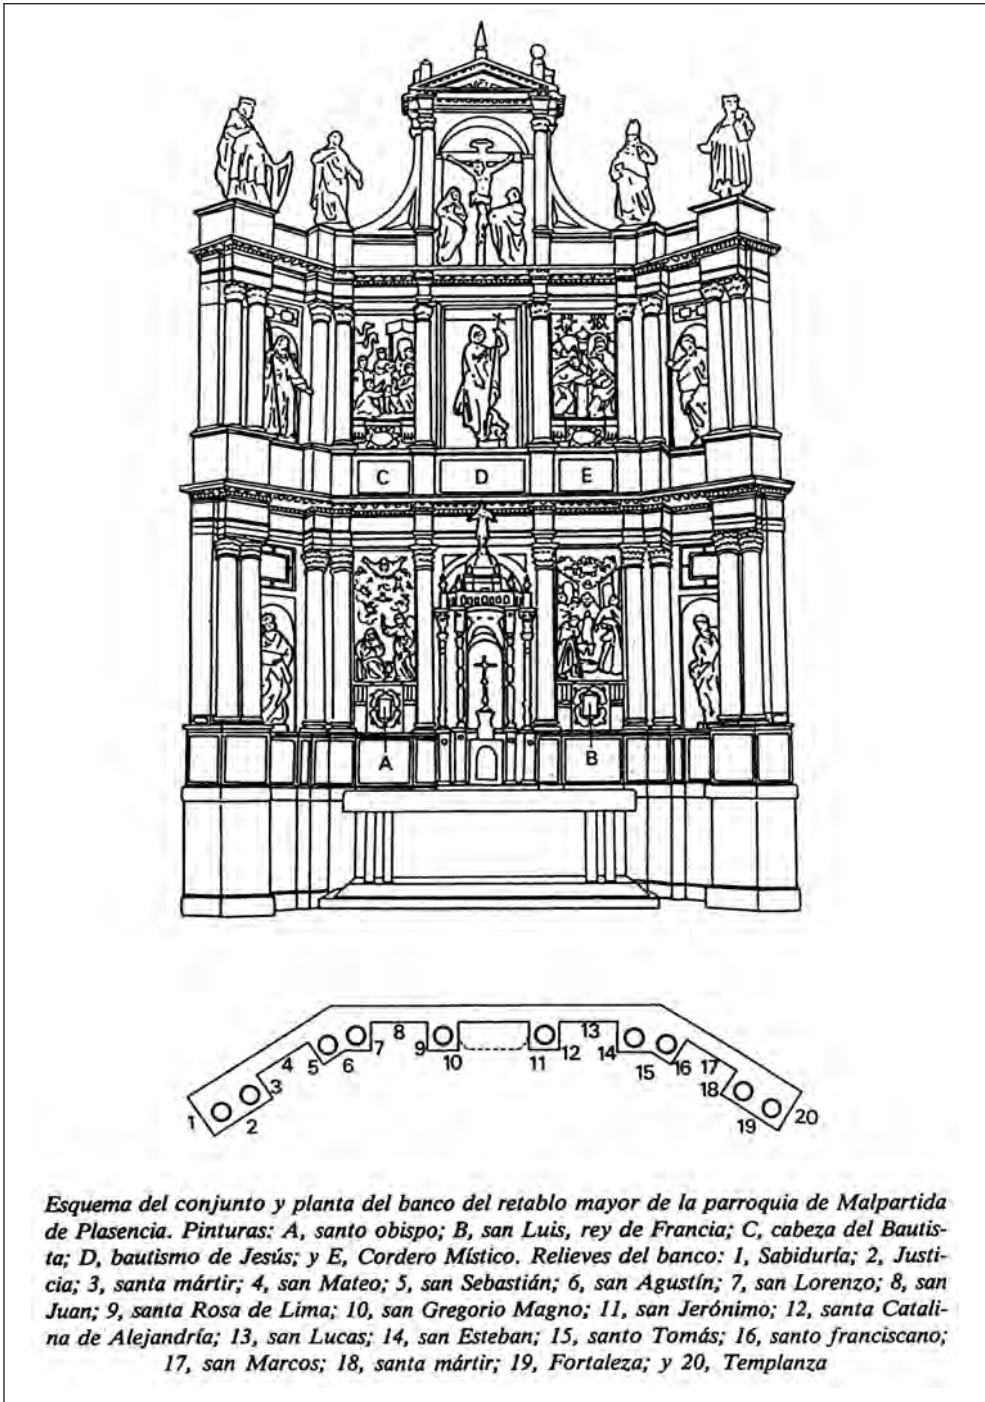 C D E
A B
8 13
4 5 6 7 9 10 11 12 14 15 16 17
3 18
1 2 19 20
Esquema del conjunto y planta del banco del retablo mayor de la parroquia de Malpartida
de Plasencia. Pinturas: A, santo obispo; B, san Luis, rey de Francia; C, cabeza del Bautis-
ta; D, bautismo de Jesús; y E, Cordero Místico. Relieves del banco: 1, Sabiduría; 2, Justi-
cia; 3, santa mártir; 4, san Mateo; 5, san Sebastián; 6, san Agustín; 7, san Lorenzo; 8, san
Juan; 9, santa Rosa de Lima; 10, san Gregorio Magno; 11, san Jerónimo; 12, santa Catali-
na de Alejandría; 13, san Lucas; 14, san Esteban; 15, santo Tomás; 16, santo franciscano;
17, san Marcos; 18, santa mártir; 19, Fortaleza; y 20, Templanza